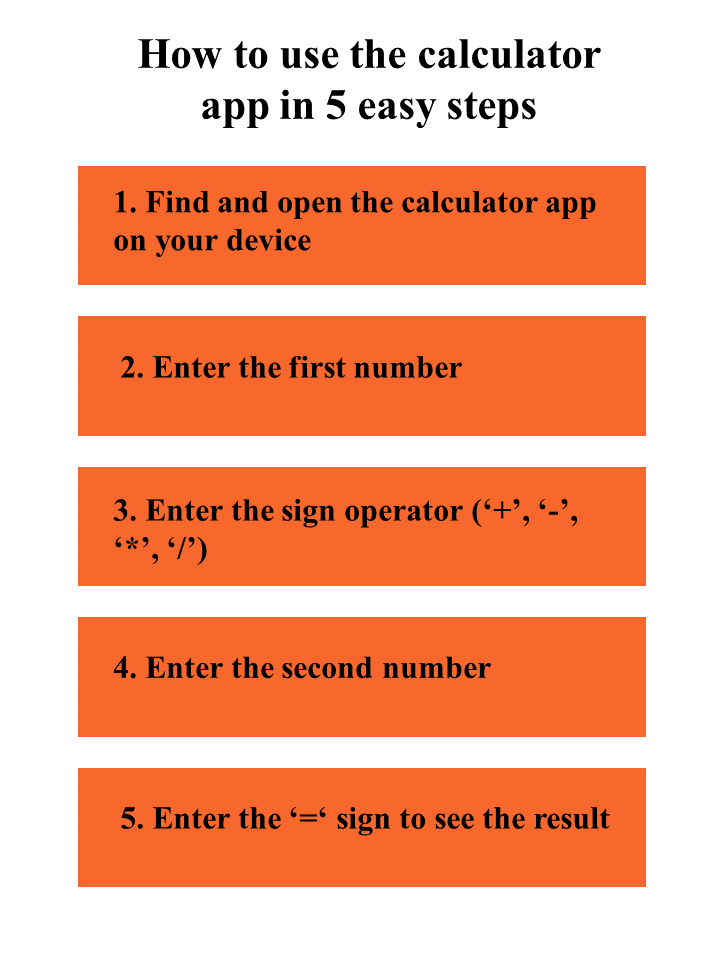 How to use the calculator
app in 5 easy steps
1. Find and open the calculator app
on your device
2. Enter the first number
3. Enter the sign operator (‘+’, ‘-’,
‘*’, ‘/’)
4. Enter the second number
5. Enter the ‘=‘ sign to see the result